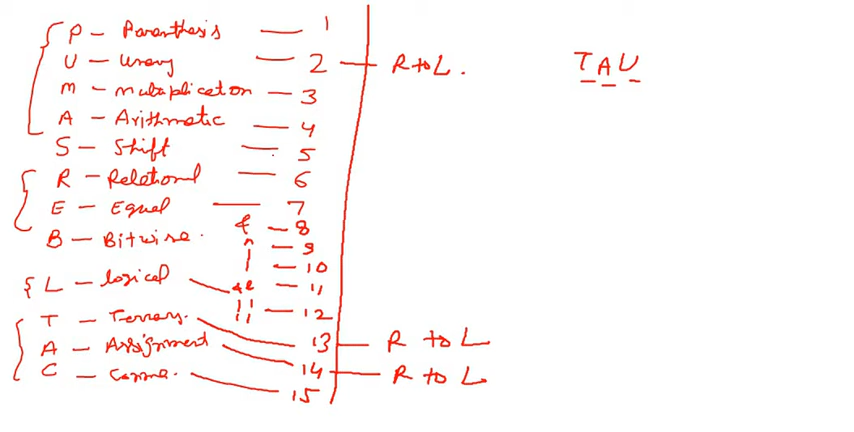 P - Paranthesis — 1
U - Unary — 2 — R to L. TAU
M - Multiplication - 3
A - Arithmatic — 4
S - Shift — 5
R - Relational — 6
E - Equal — 7
& - 8
B - Bitwise. ^ - 9
| - 10
L - logical && - 11
|| - 12
T - Ternary. 13 - R to L
A - Assignment 14 - R to L
C - Comma. 15